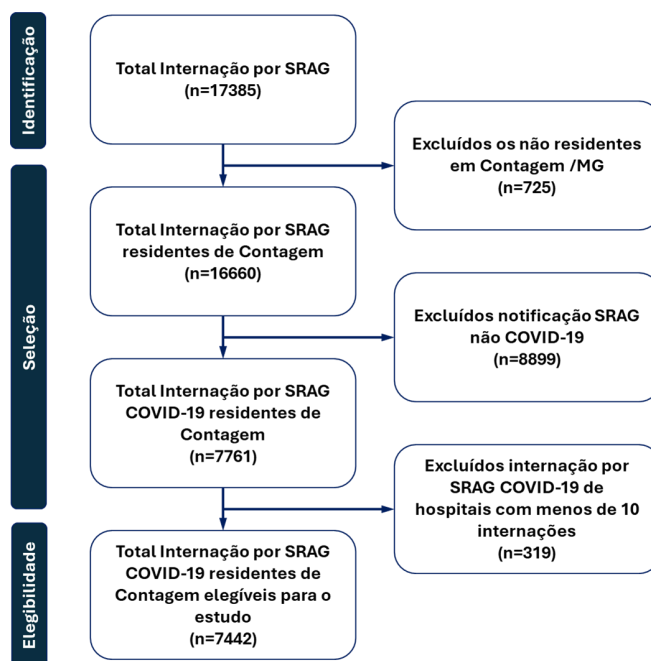 Identificação
Total Internação por SRAG
(n=17385)
Excluídos os não residentes
em Contagem /MG
(n=725)
Seleção
Total Internação por SRAG
residentes de Contagem
(n=16660)
Excluídos notificação SRAG
não COVID-19
(n=8899)
Total Internação por SRAG
COVID-19 residentes de
Contagem
(n=7761)
Excluídos internação por
SRAG COVID-19 de
hospitais com menos de 10
internações
(n=319)
Elegibilidade
Total Internação por SRAG
COVID-19 residentes de
Contagem elegíveis para o
estudo
(n=7442)